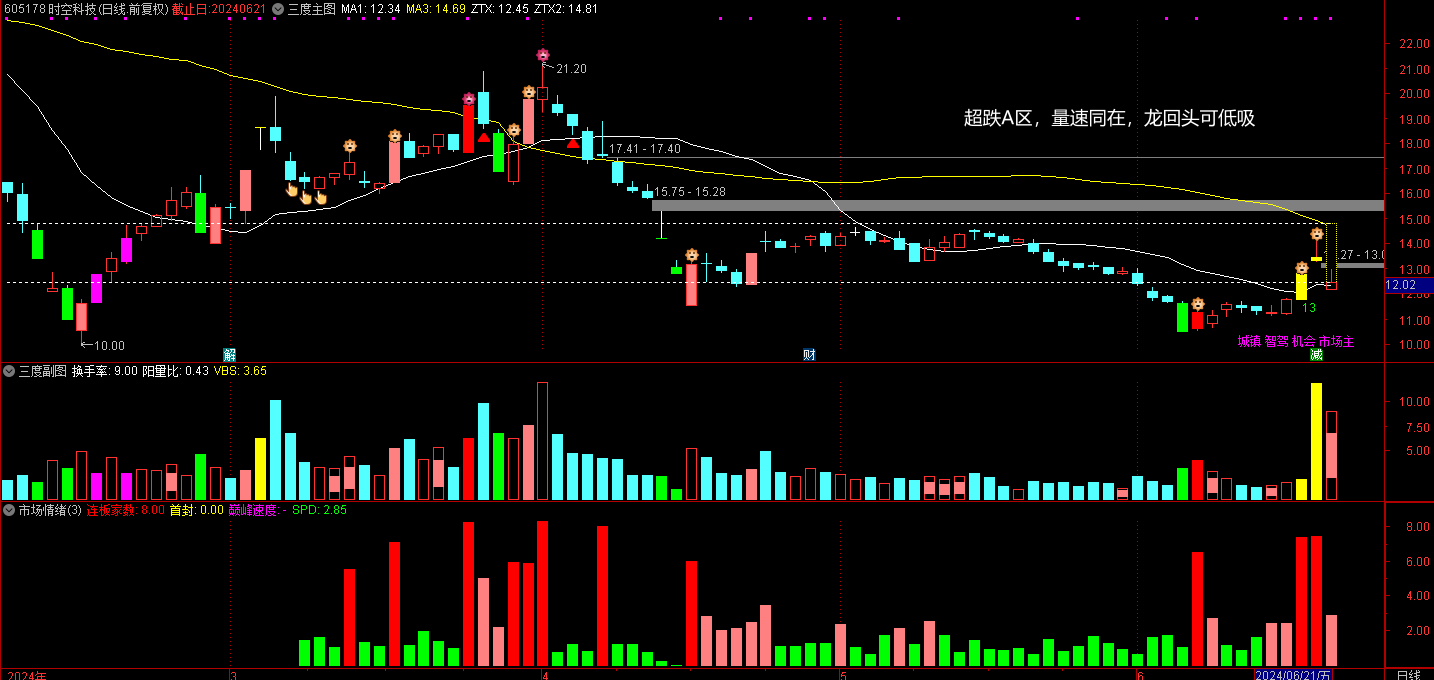 605178 时空科技(日线.前复权) 截止日:20240621 三度主图 MA1: 12.34 MA3: 14.69 ZTX: 12.45 ZTX2: 14.81
22.00
21.20
21.00
20.00
超跌A区，量速同在，龙回头可低吸
19.00
18.00
17.41 - 17.40
17.00
15.75 - 15.28
16.00
15.00
14.00
27 - 13.0
13.00
12.02
12.00
13
11.00
10.00
城镇 智驾 机会 市场主
10.00
解 财 减
三度副图 换手率: 9.00 阳量比: 0.43 VBS: 3.65
10.00
7.50
5.00
市场情绪(3) 连板家数: 8.00 首封: 0.00 巅峰速度: - SPD: 2.85
8.00
6.00
4.00
2.00
2024年 3 4 5 6 2024/06/21/五 日线